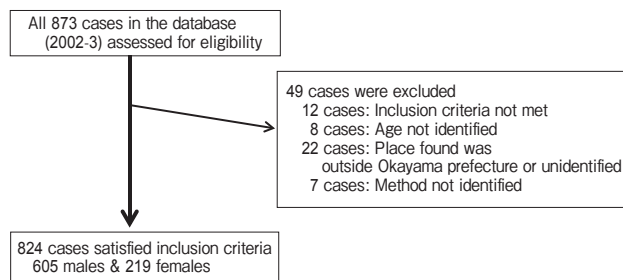 All 873 cases in the database
(2002-3) assessed for eligibility
49 cases were excluded
12 cases: Inclusion criteria not met
8 cases: Age not identified
22 cases: Place found was
outside Okayama prefecture or unidentified
7 cases: Method not identified
824 cases satisfied inclusion criteria
605 males & 219 females